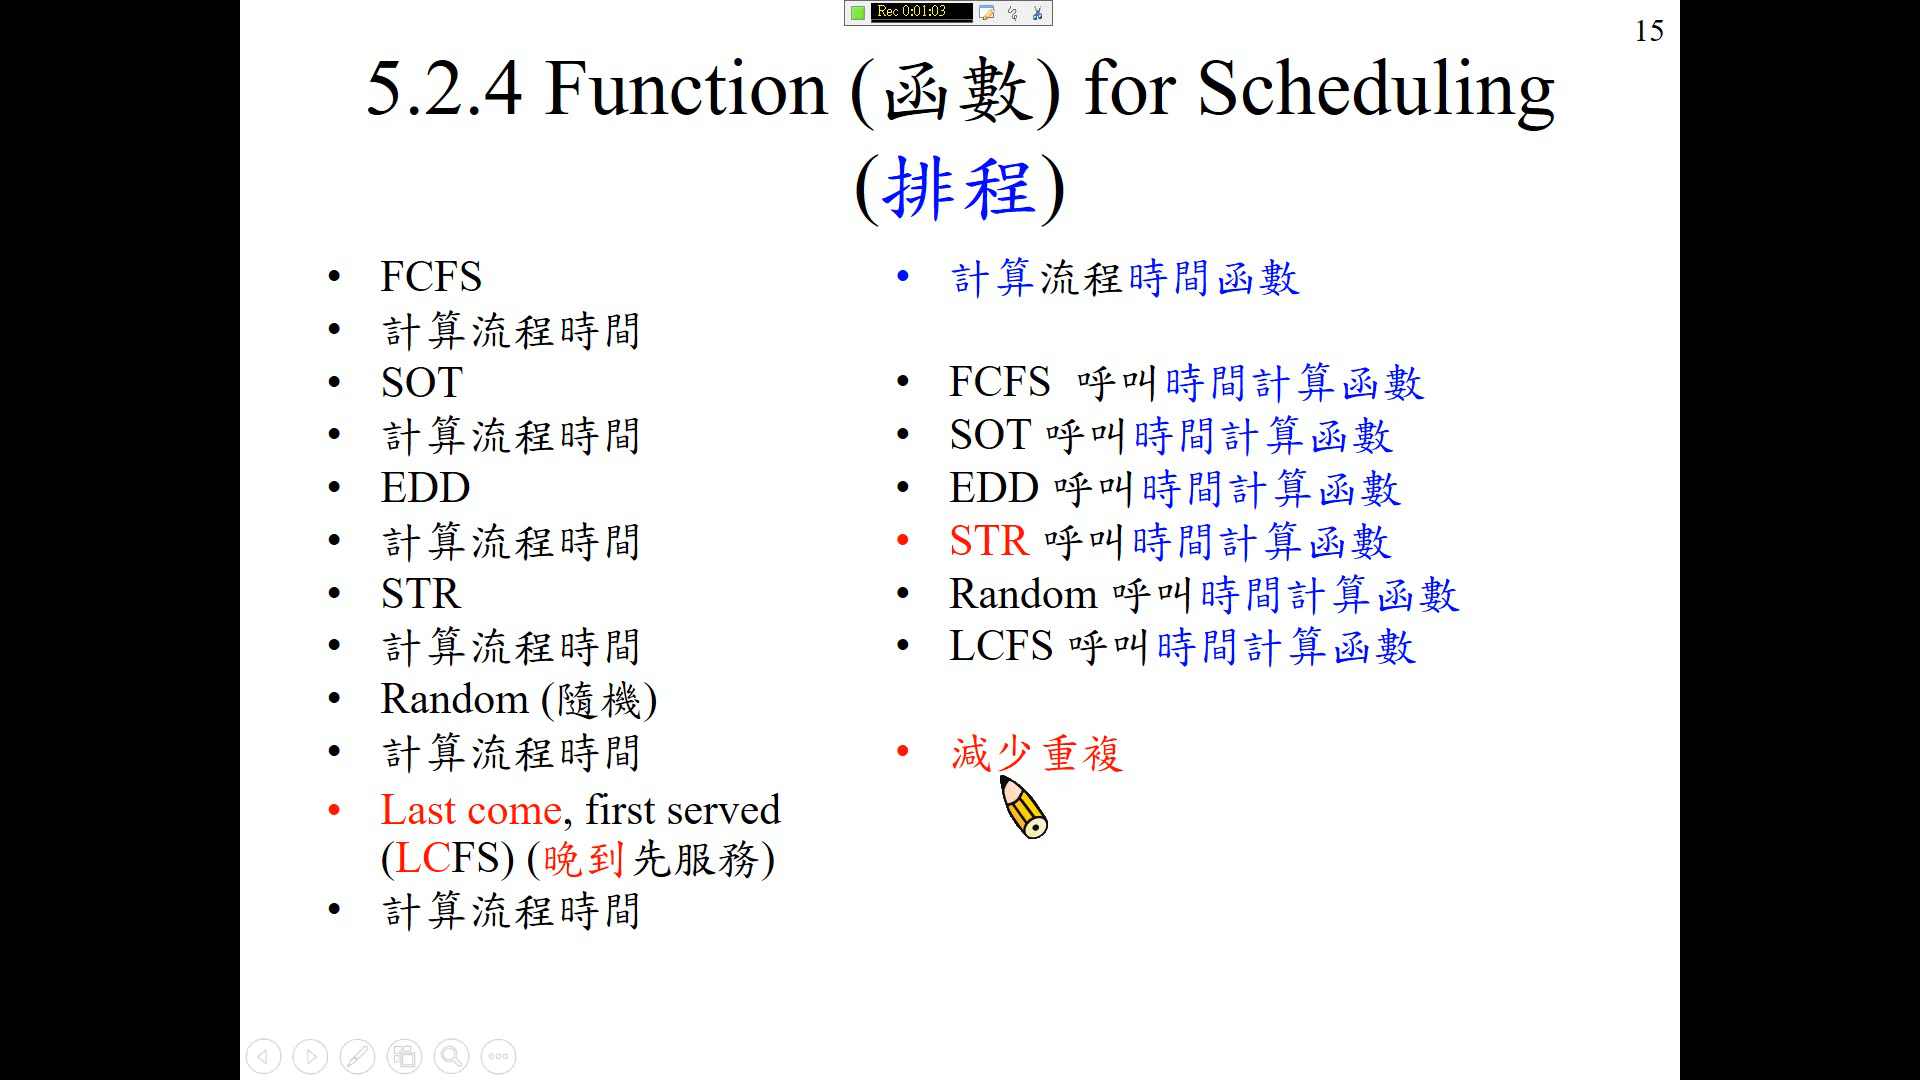 Rec 0:01:03
15
5.2.4 Function (函數) for Scheduling
(排程)
• FCFS
• 計算流程時間
• SOT
• 計算流程時間
• EDD
• 計算流程時間
• STR
• 計算流程時間
• Random (隨機)
• 計算流程時間
• Last come, first served
(LCFS) (晚到先服務)
• 計算流程時間
• 計算流程時間函數
• FCFS 呼叫時間計算函數
• SOT 呼叫時間計算函數
• EDD 呼叫時間計算函數
• STR 呼叫時間計算函數
• Random 呼叫時間計算函數
• LCFS 呼叫時間計算函數
• 減少重複